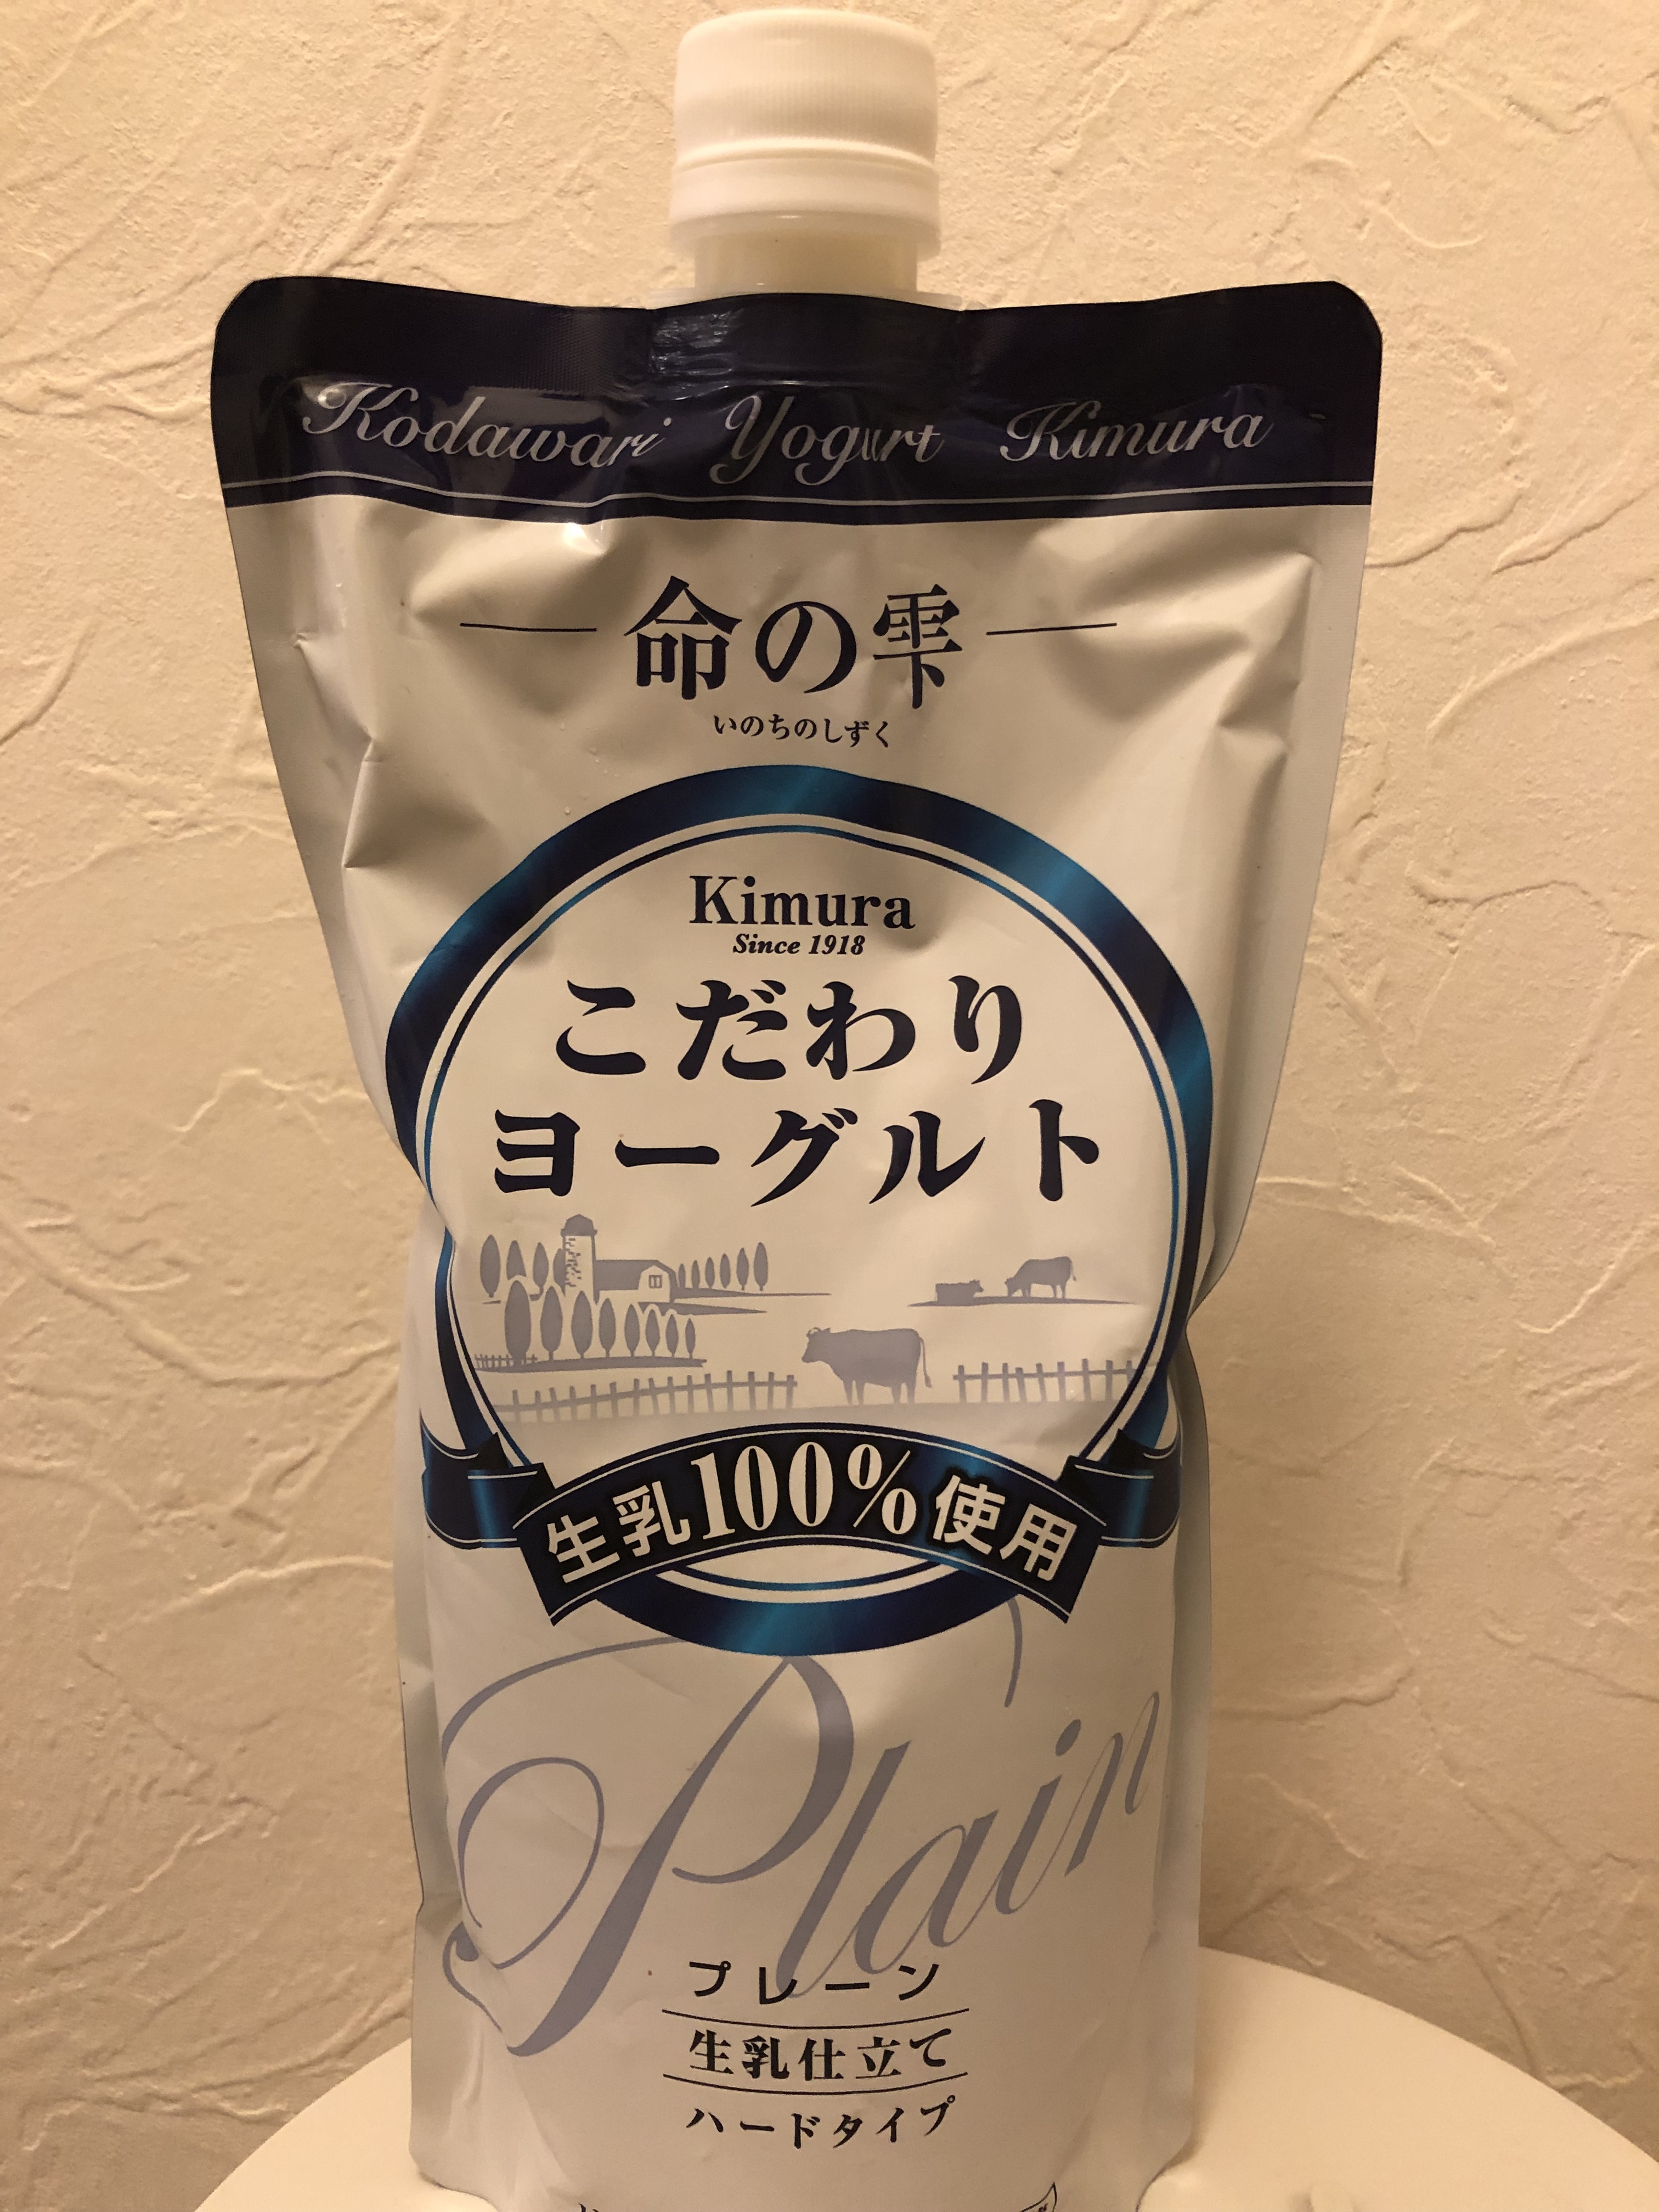 Kodawari Yogurt Kimura
命の雫
いのちのしずく
Kimura
Since 1918
こだわり
ヨーグルト
生乳100%使用
Plain
プレーン
生乳仕立て
ハードタイプ